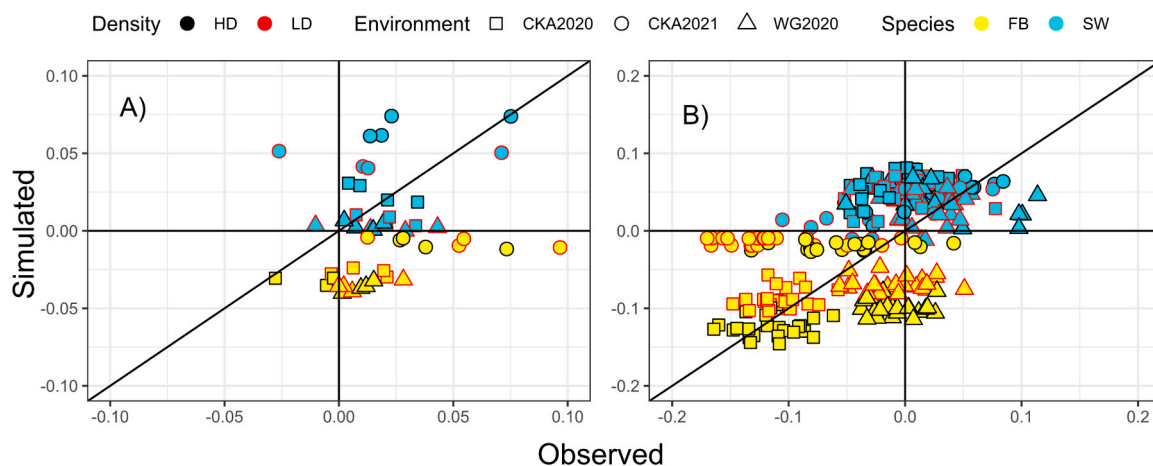 Density HD LD Environment CKA2020 CKA2021 WG2020 Species FB SW
A)
B)
Simulated
0.10
0.05
0.00
-0.05
-0.10
-0.10 -0.05 0.00 0.05 0.10
0.2
0.1
0.0
-0.1
-0.2
-0.2 -0.1 0.0 0.1 0.2
Observed